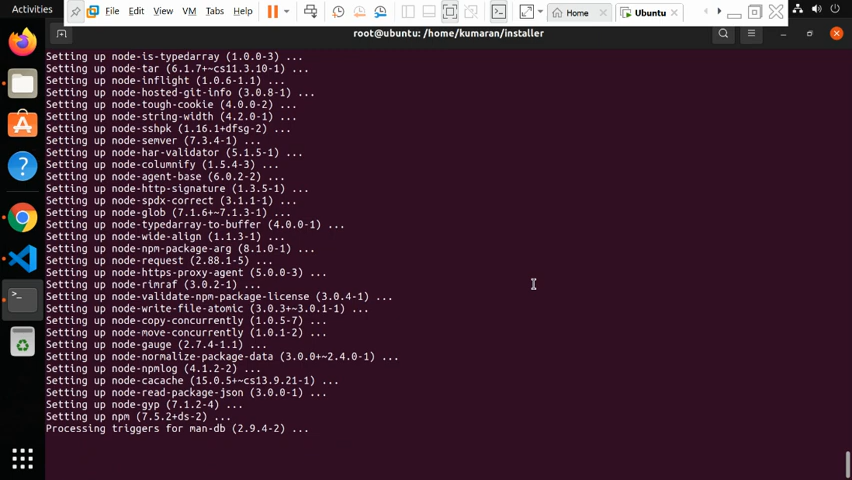 Activities
File Edit View VM Tabs Help
Home
Ubuntu
root@ubuntu: /home/kumaran/installer
Setting up node-is-typedarray (1.0.0-3) ...
Setting up node-tar (6.1.7+~cs11.3.10-1) ...
Setting up node-inflight (1.0.6-1.1) ...
Setting up node-hosted-git-info (3.0.8-1) ...
Setting up node-tough-cookie (4.0.0-2) ...
Setting up node-string-width (4.2.0-1) ...
Setting up node-sshpk (1.16.1+dfsg-2) ...
Setting up node-semver (7.3.4-1) ...
Setting up node-har-validator (5.1.5-1) ...
Setting up node-columnify (1.5.4-3) ...
Setting up node-agent-base (6.0.2-2) ...
Setting up node-http-signature (1.3.5-1) ...
Setting up node-spdx-correct (3.1.1-1) ...
Setting up node-glob (7.1.6+~7.1.3-1) ...
Setting up node-typedarray-to-buffer (4.0.0-1) ...
Setting up node-wide-align (1.1.3-1) ...
Setting up node-npm-package-arg (8.1.0-1) ...
Setting up node-request (2.88.1-5) ...
Setting up node-https-proxy-agent (5.0.0-3) ...
Setting up node-rimraf (3.0.2-1) ...
Setting up node-validate-npm-package-license (3.0.4-1) ...
Setting up node-write-file-atomic (3.0.3+~3.0.1-1) ...
Setting up node-copy-concurrently (1.0.5-7) ...
Setting up node-move-concurrently (1.0.1-2) ...
Setting up node-gauge (2.7.4-1.1) ...
Setting up node-normalize-package-data (3.0.0+~2.4.0-1) ...
Setting up node-npmlog (4.1.2-2) ...
Setting up node-cacache (15.0.5+~cs13.9.21-1) ...
Setting up node-read-package-json (3.0.0-1) ...
Setting up node-gyp (7.1.2-4) ...
Setting up npm (7.5.2+ds-2) ...
Processing triggers for man-db (2.9.4-2) ...